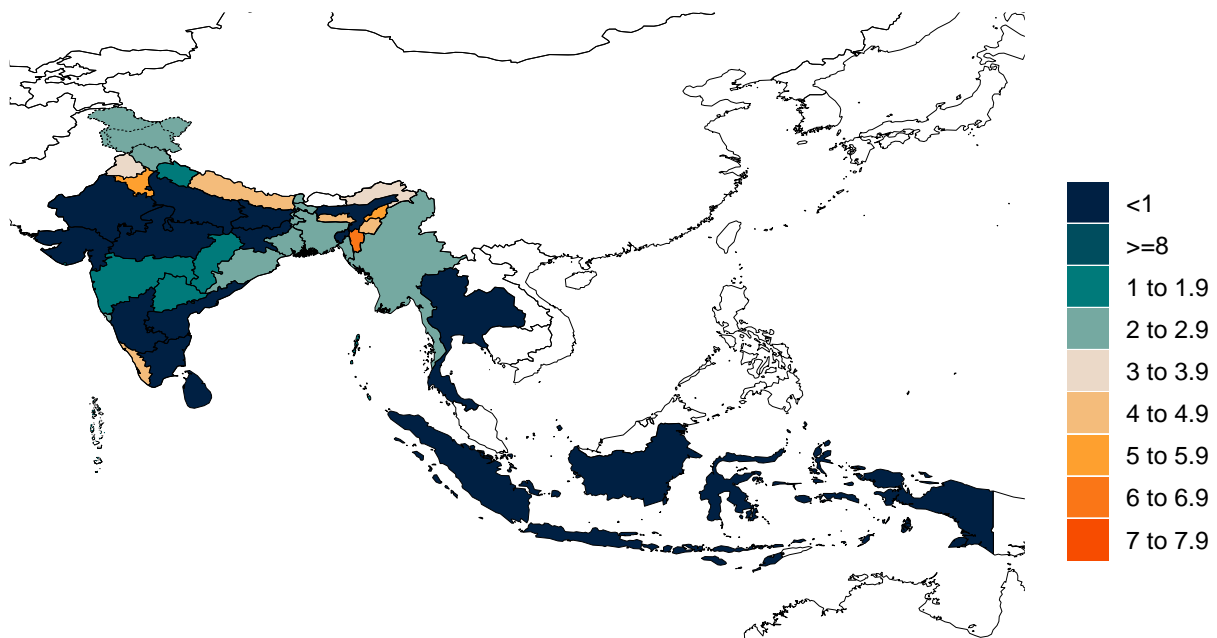 <1
>=8
1 to 1.9
2 to 2.9
3 to 3.9
4 to 4.9
5 to 5.9
6 to 6.9
7 to 7.9